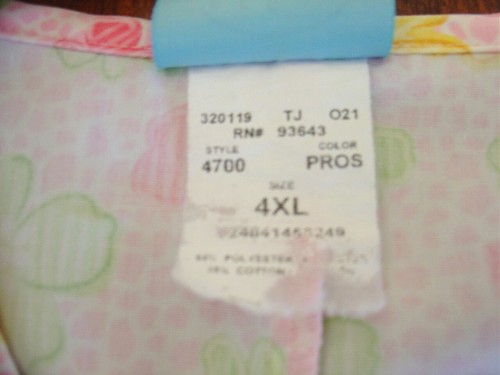 320119 TJ O21
RN# 93643
STYLE COLOR
4700 PROS
SIZE
4XL
POLYESTER
COTTON